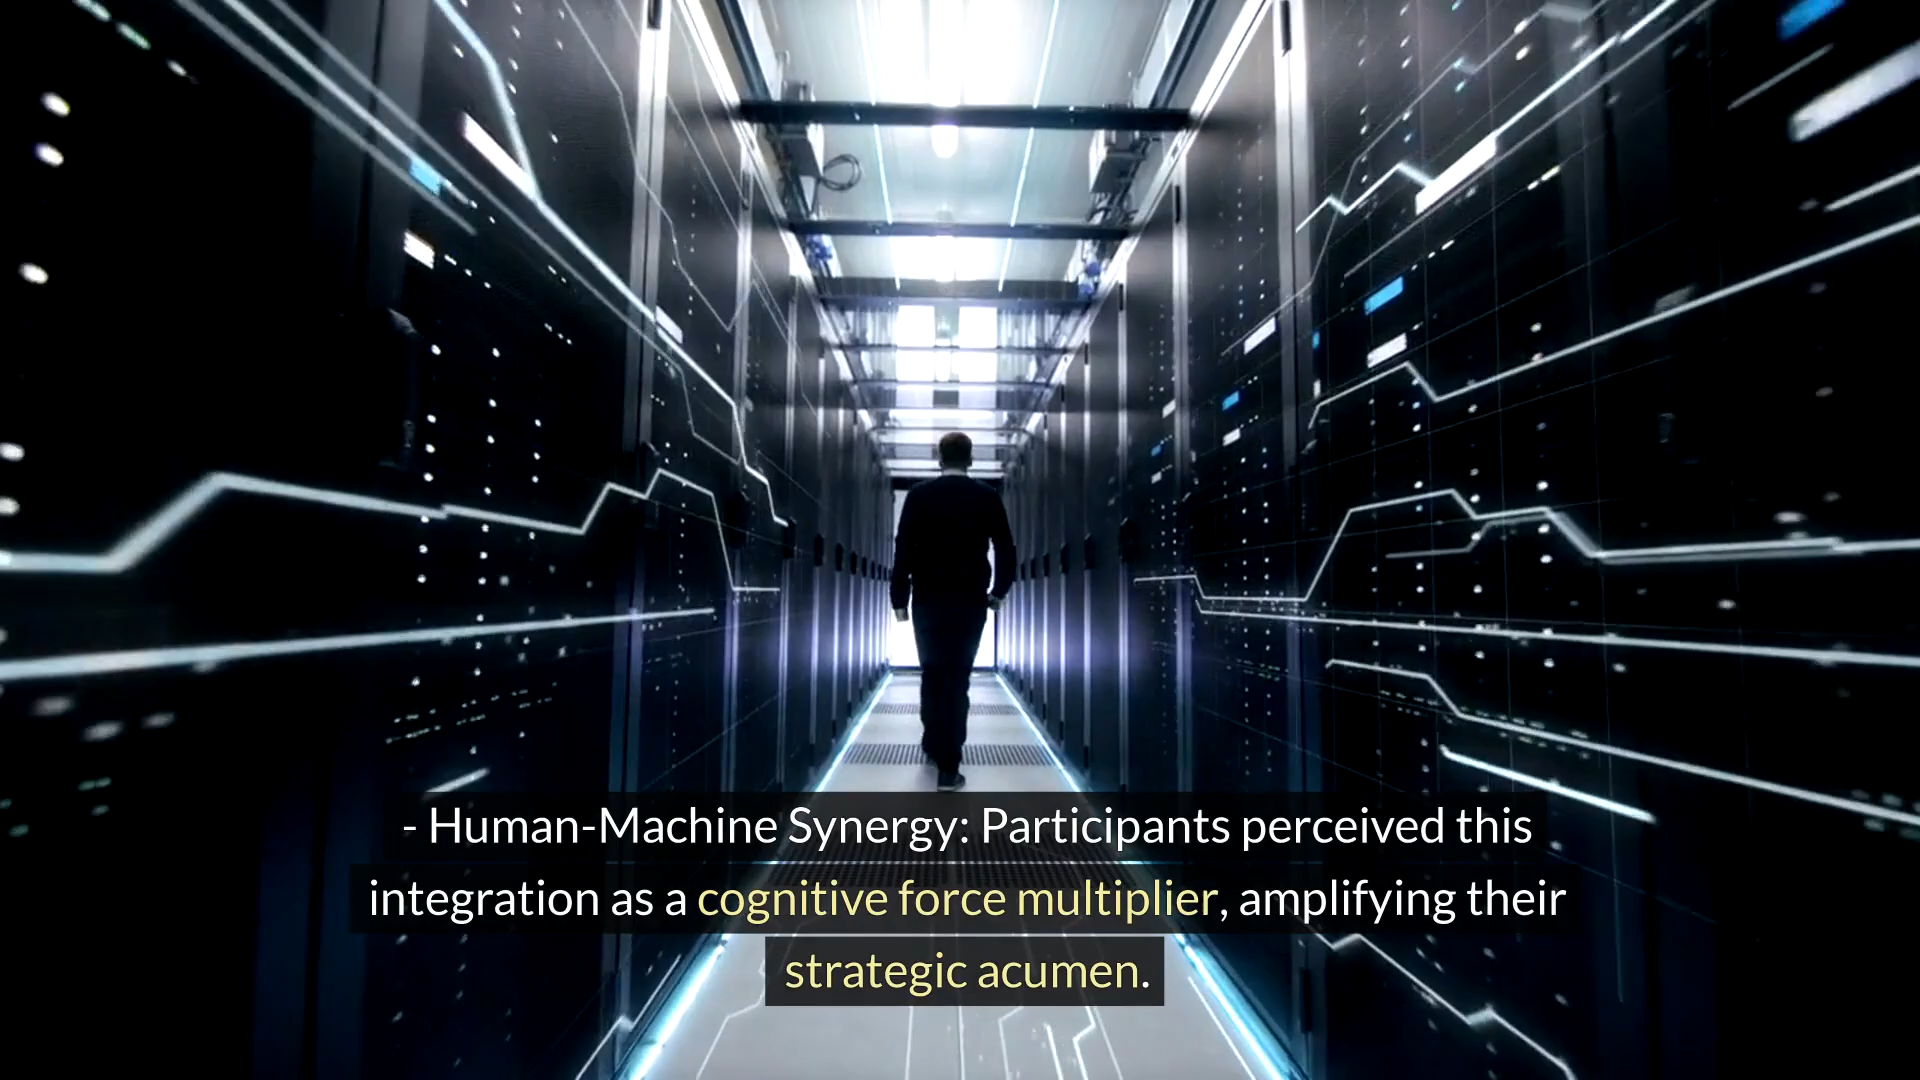 - Human-Machine Synergy: Participants perceived this
integration as a cognitive force multiplier, amplifying their
strategic acumen.